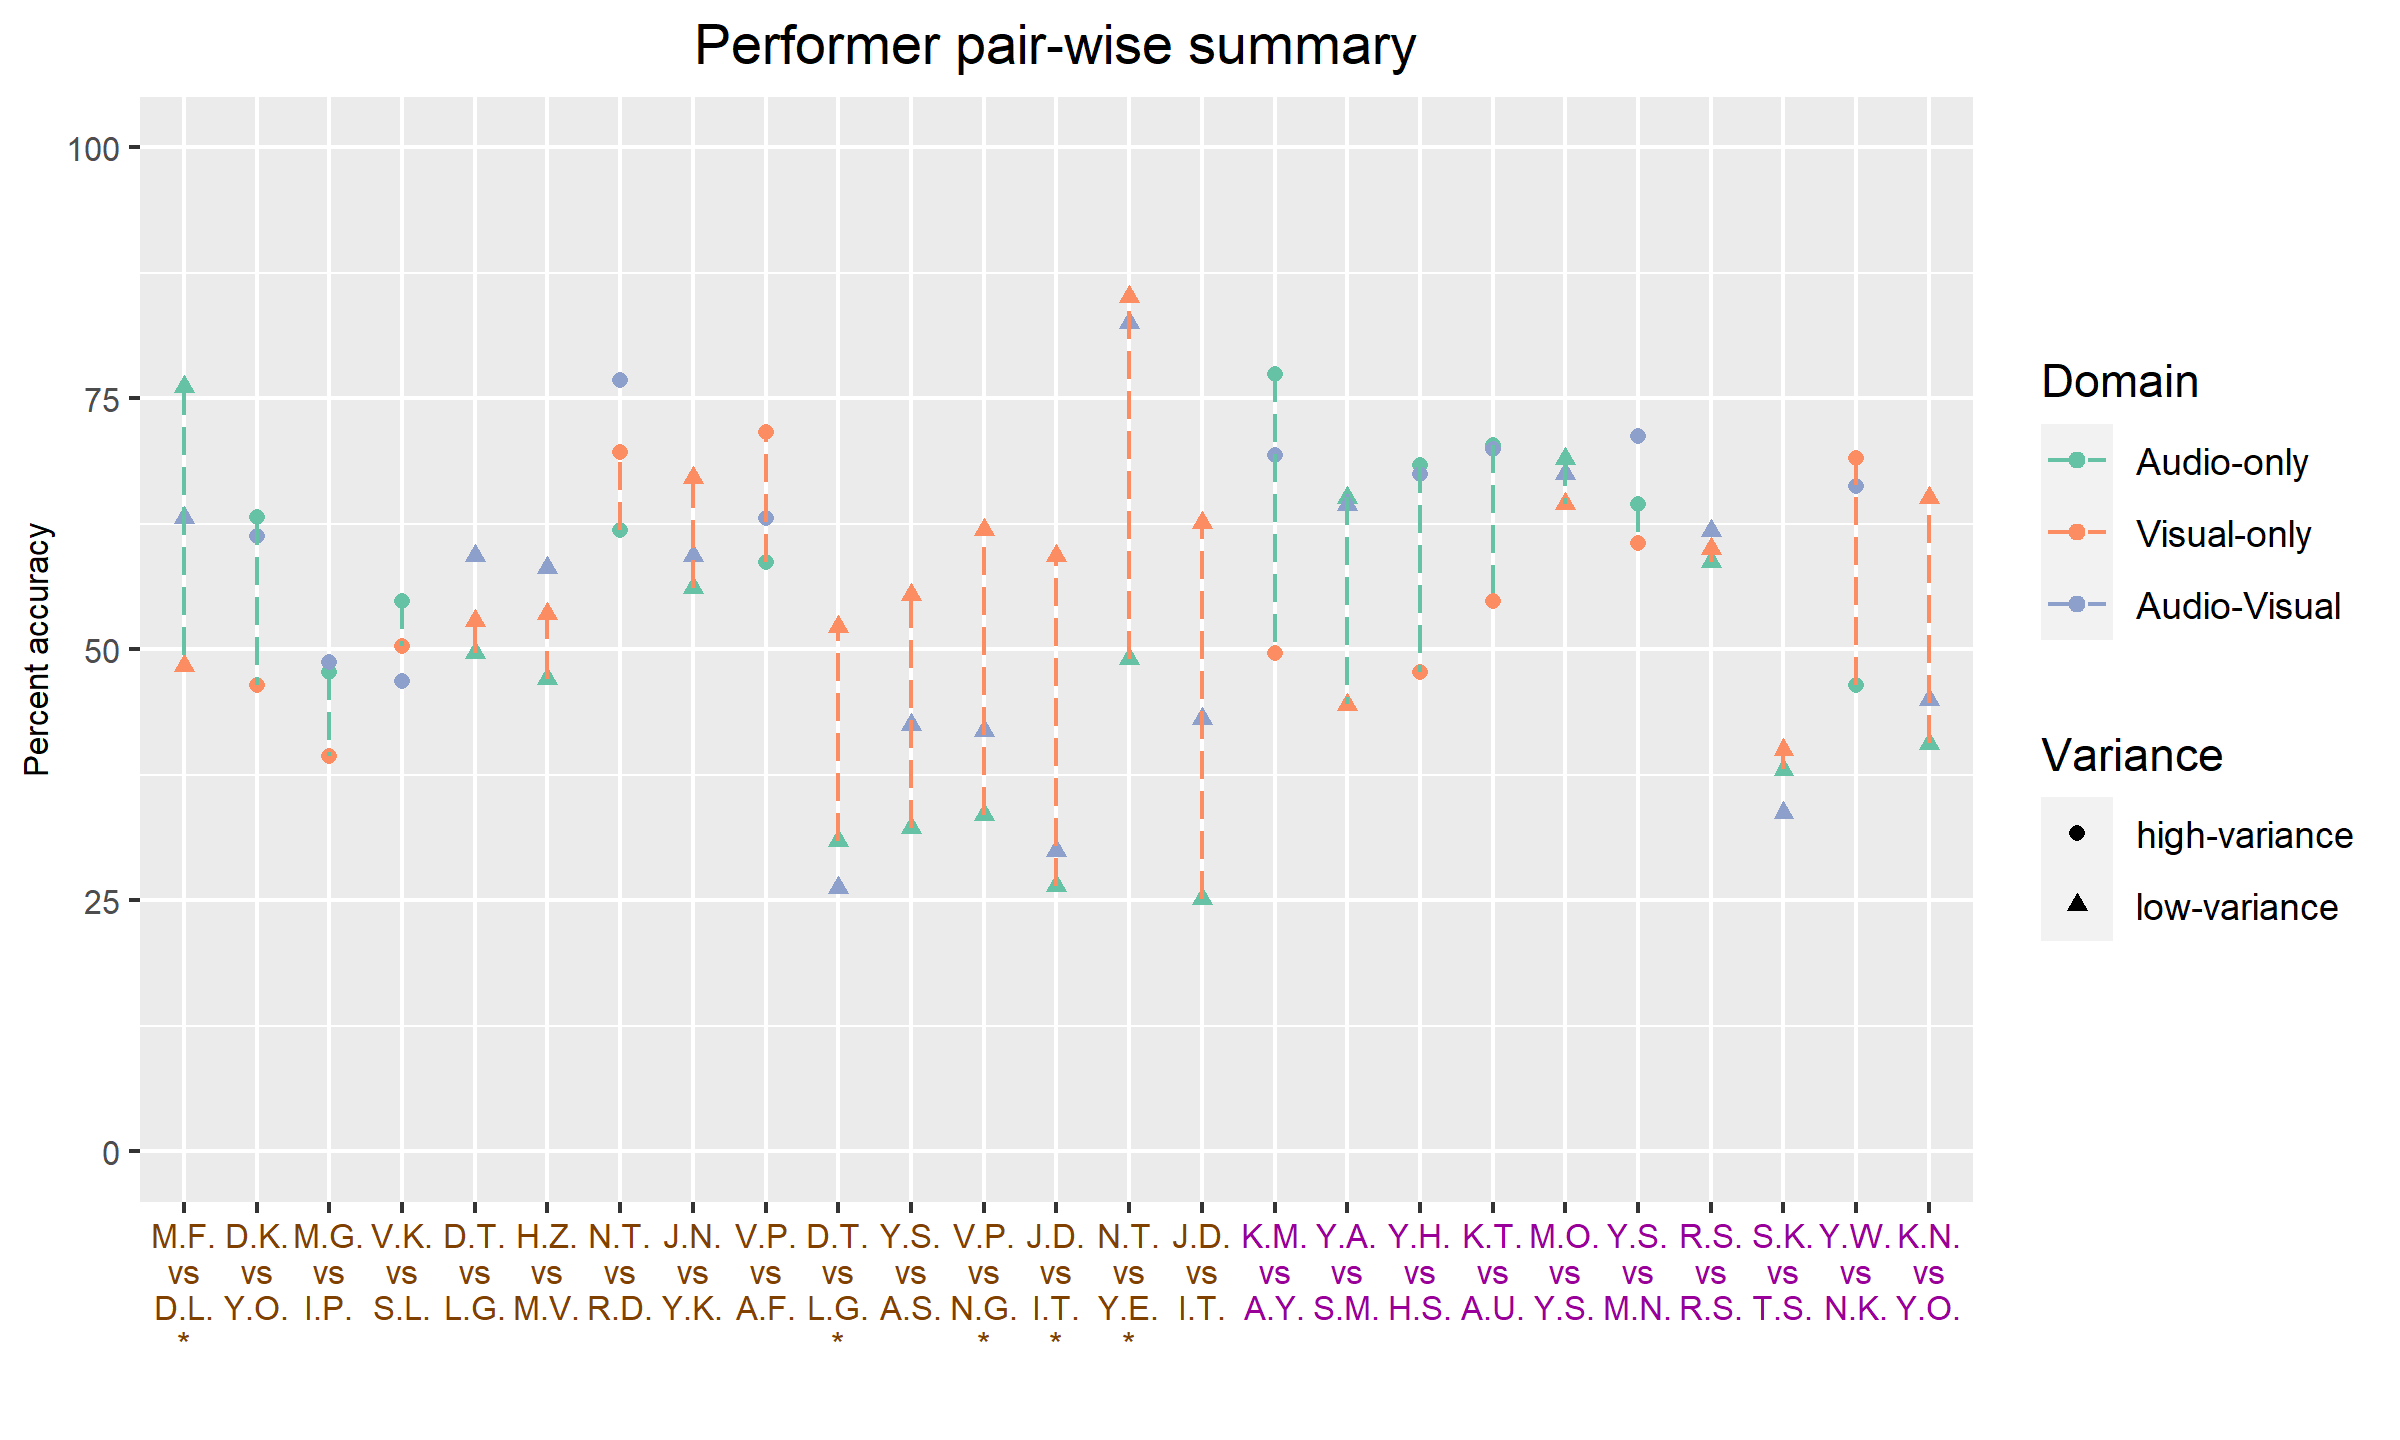 Performer pair-wise summary
Percent accuracy
100
75
50
25
0
M.F. D.K. M.G. V.K. D.T. H.Z. N.T. J.N. V.P. D.T. Y.S. V.P. J.D. N.T. J.D. K.M. Y.A. Y.H. K.T. M.O. Y.S. R.S. S.K. Y.W. K.N.
vs vs vs vs vs vs vs vs vs vs vs vs vs vs vs vs vs vs vs vs vs vs vs vs vs
D.L. Y.O. I.P. S.L. L.G. M.V. R.D. Y.K. A.F. L.G. A.S. N.G. I.T. Y.E. I.T. A.Y. S.M. H.S. A.U. Y.S. M.N. R.S. T.S. N.K. Y.O.
* * * * *
Domain
Audio-only
Visual-only
Audio-Visual
Variance
high-variance
low-variance